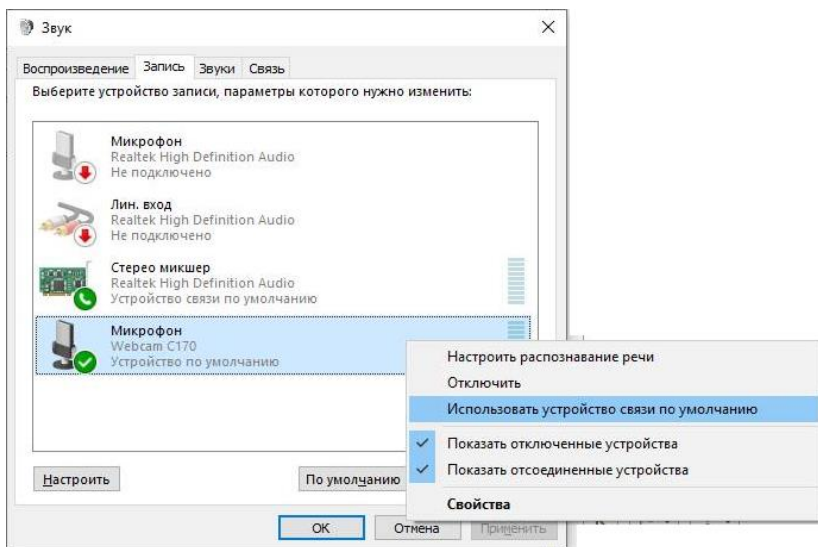 Звук
Воспроизведение Запись Звуки Связь
Выберите устройство записи, параметры которого нужно изменить:
Микрофон
Realtek High Definition Audio
Не подключено
Лин. вход
Realtek High Definition Audio
Не подключено
Стерео микшер
Realtek High Definition Audio
Устройство связи по умолчанию
Микрофон
Webcam C170
Устройство по умолчанию
Настроить распознавание речи
Отключить
Использовать устройство связи по умолчанию
Показать отключенные устройства
Показать отсоединенные устройства
Свойства
Настроить По умолчанию
ОК Отмена Применить